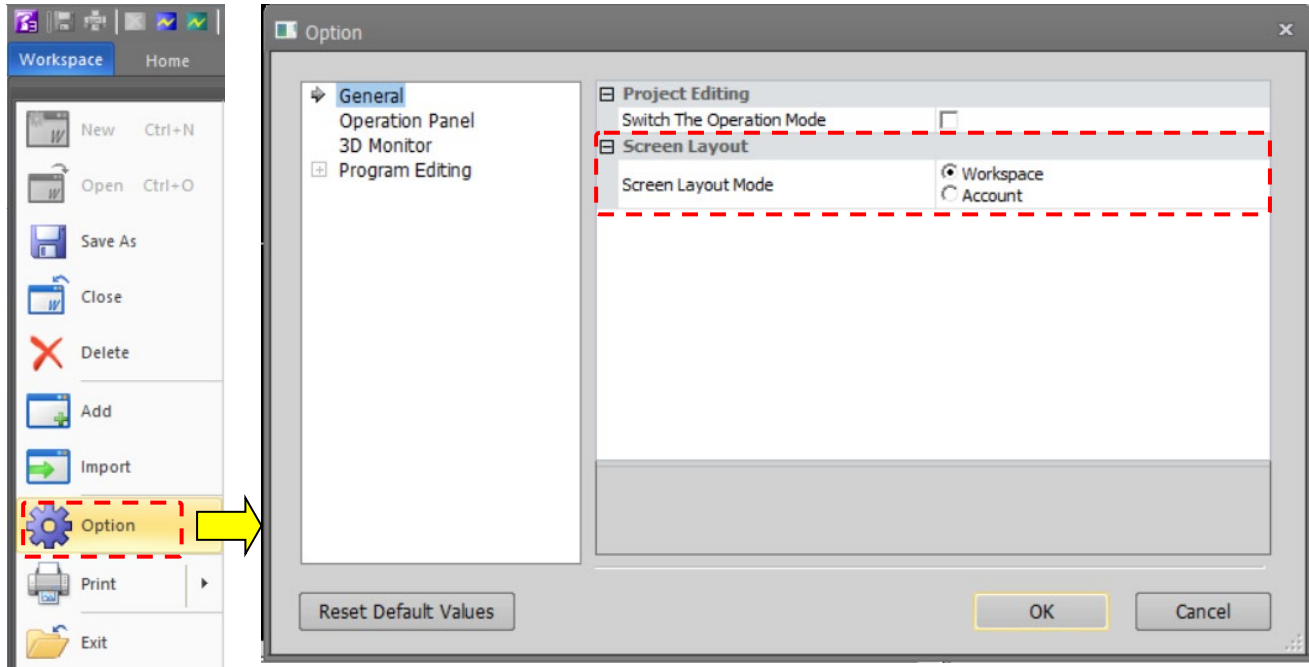 Workspace Home
New Ctrl+N
Open Ctrl+O
Save As
Close
Delete
Add
Import
Option
Print
Exit
Option
General
Operation Panel
3D Monitor
Program Editing
Project Editing
Switch The Operation Mode
Screen Layout
Screen Layout Mode
Workspace
Account
Reset Default Values
OK
Cancel